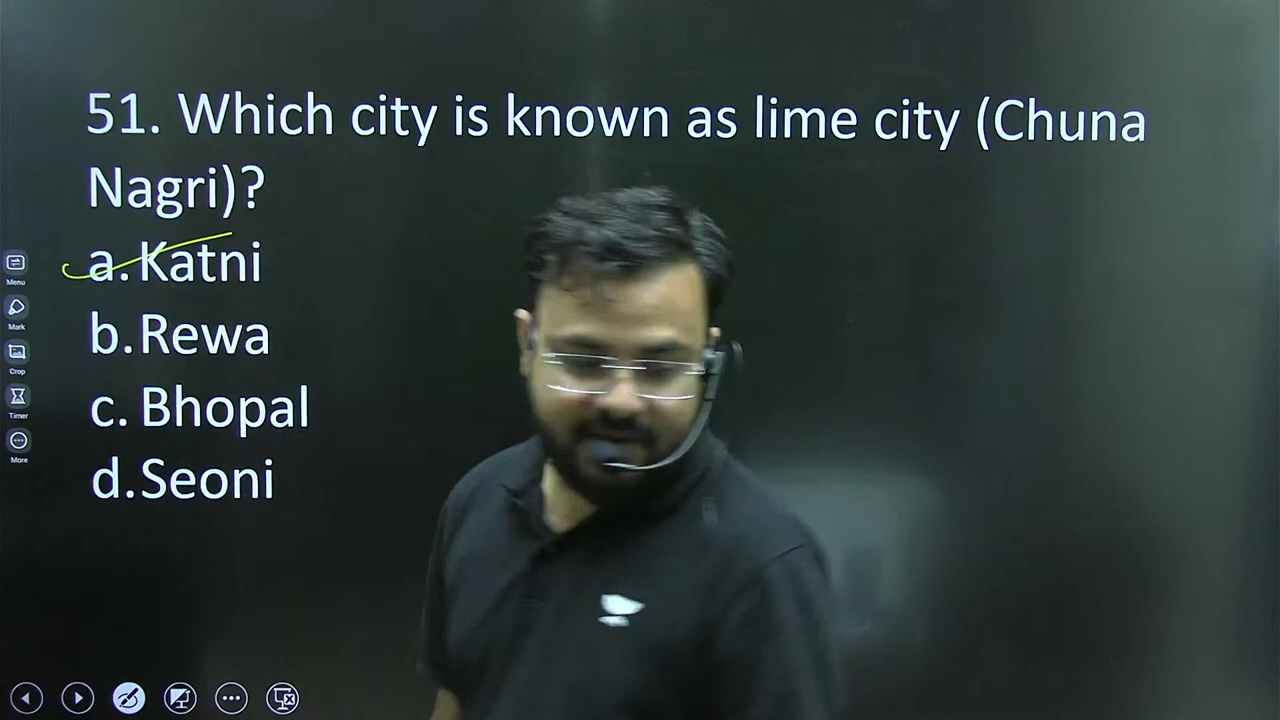 51. Which city is known as lime city (Chuna
Nagri)?
a. Katni
b. Rewa
c. Bhopal
d. Seoni
Menu
Mark
Crop
Timer
More